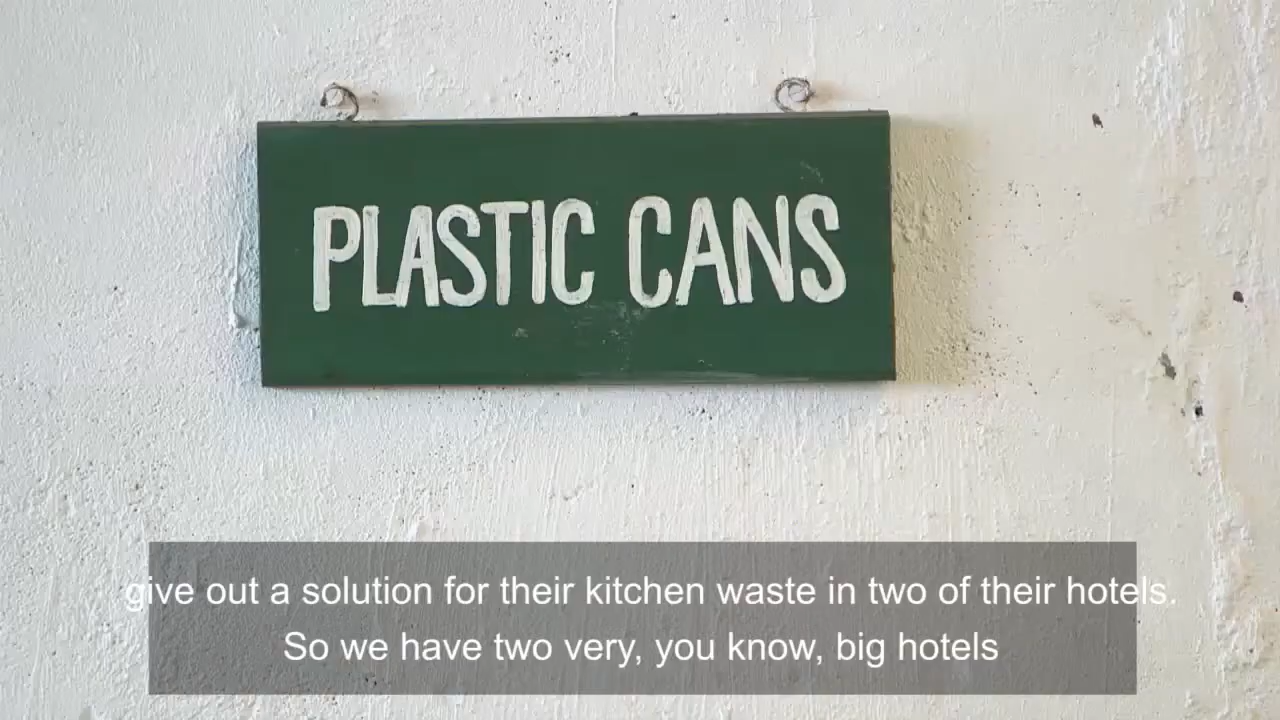 PLASTIC CANS
give out a solution for their kitchen waste in two of their hotels.
So we have two very, you know, big hotels